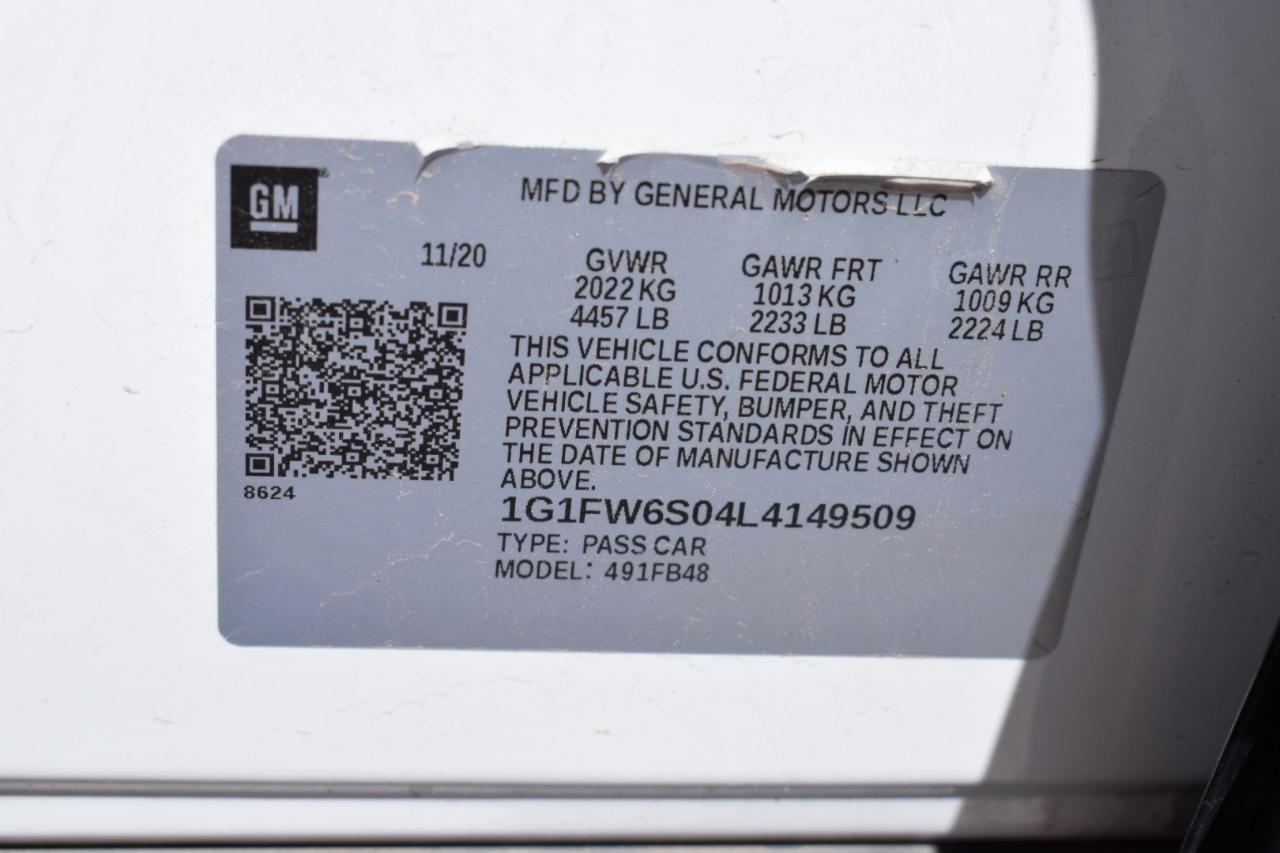 GM
MFD BY GENERAL MOTORS LLC
11/20
GVWR GAWR FRT GAWR RR
2022 KG 1013 KG 1009 KG
4457 LB 2233 LB 2224 LB
THIS VEHICLE CONFORMS TO ALL
APPLICABLE U.S. FEDERAL MOTOR
VEHICLE SAFETY, BUMPER, AND THEFT
PREVENTION STANDARDS IN EFFECT ON
THE DATE OF MANUFACTURE SHOWN
ABOVE.
8624
1G1FW6S04L4149509
TYPE: PASS CAR
MODEL: 491FB48